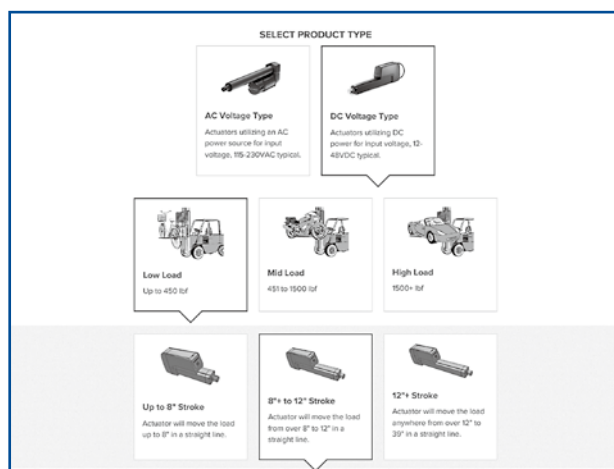 SELECT PRODUCT TYPE
AC Voltage Type
Actuators utilizing an AC
power source for input
voltage, 115-230VAC typical.
DC Voltage Type
Actuators utilizing DC
power for input voltage, 12-
48VDC typical.
Low Load
Up to 450 lbf
Mid Load
451 to 1500 lbf
High Load
1500+ lbf
Up to 8" Stroke
Actuator will move the load
up to 8" in a straight line.
8"+ to 12" Stroke
Actuator will move the load
from over 8" to 12" in a
straight line.
12"+ Stroke
Actuator will move the load
anywhere from over 12" to
39" in a straight line.